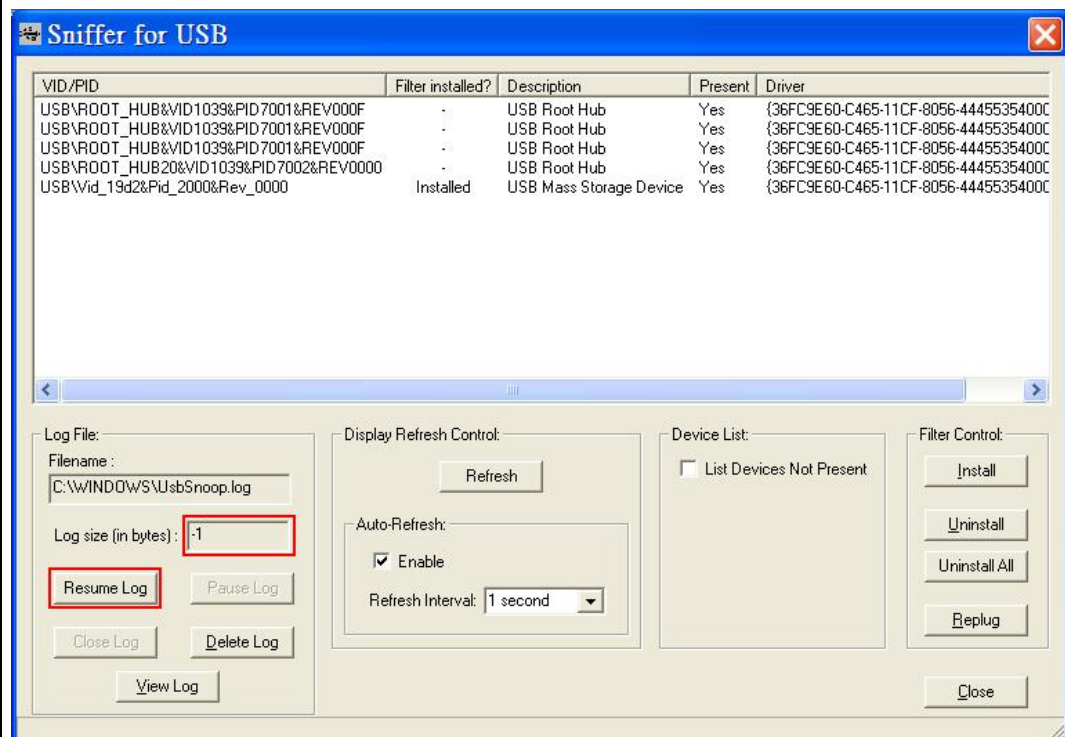 Sniffer for USB
VID/PID Filter installed? Description Present Driver
USB\ROOT_HUB&VID1039&PID7001&REV000F - USB Root Hub Yes {36FC9E60-C465-11CF-8056-44455354000
USB\ROOT_HUB&VID1039&PID7001&REV000F - USB Root Hub Yes {36FC9E60-C465-11CF-8056-44455354000
USB\ROOT_HUB&VID1039&PID7001&REV000F - USB Root Hub Yes {36FC9E60-C465-11CF-8056-44455354000
USB\ROOT_HUB20&VID1039&PID7002&REV0000 - USB Root Hub Yes {36FC9E60-C465-11CF-8056-44455354000
USB\Vid_19d2&Pid_2000&Rev_0000 Installed USB Mass Storage Device Yes {36FC9E60-C465-11CF-8056-44455354000
Log File:
Filename :
C:\WINDOWS\UsbSnoop.log
Log size (in bytes) : -1
Resume Log Pause Log
Close Log Delete Log
View Log
Display Refresh Control:
Refresh
Auto-Refresh:
Enable
Refresh Interval: 1 second
Device List:
List Devices Not Present
Filter Control:
Install
Uninstall
Uninstall All
Replug
Close